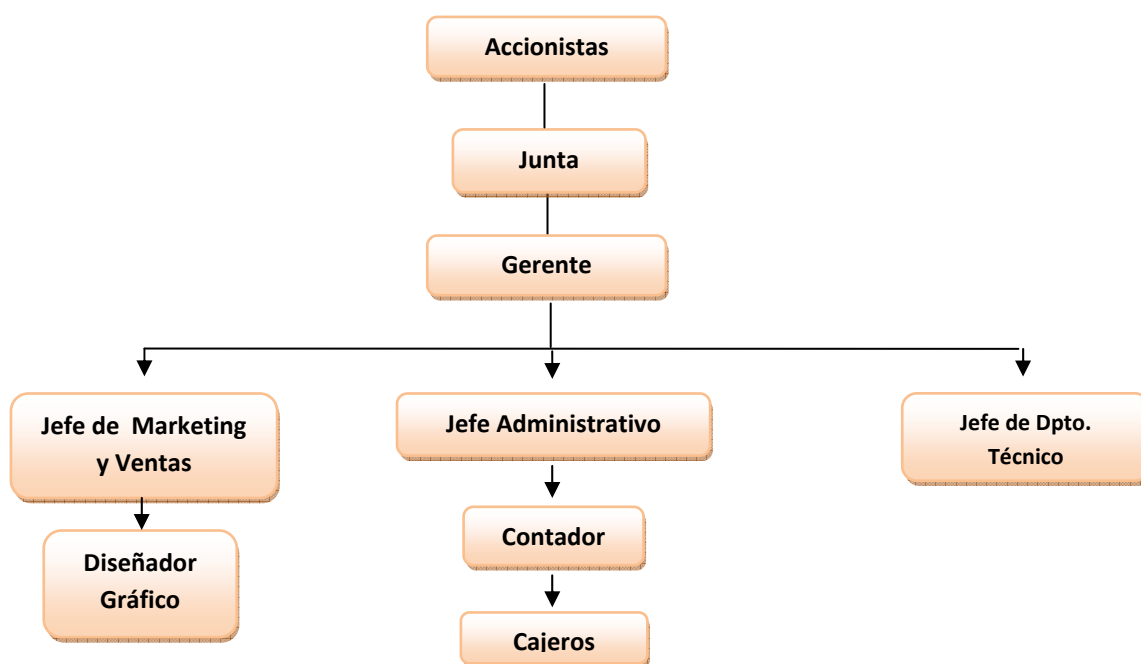 Accionistas
Junta
Gerente
Jefe de Marketing
y Ventas
Jefe Administrativo
Jefe de Dpto.
Técnico
Diseñador
Gráfico
Contador
Cajeros